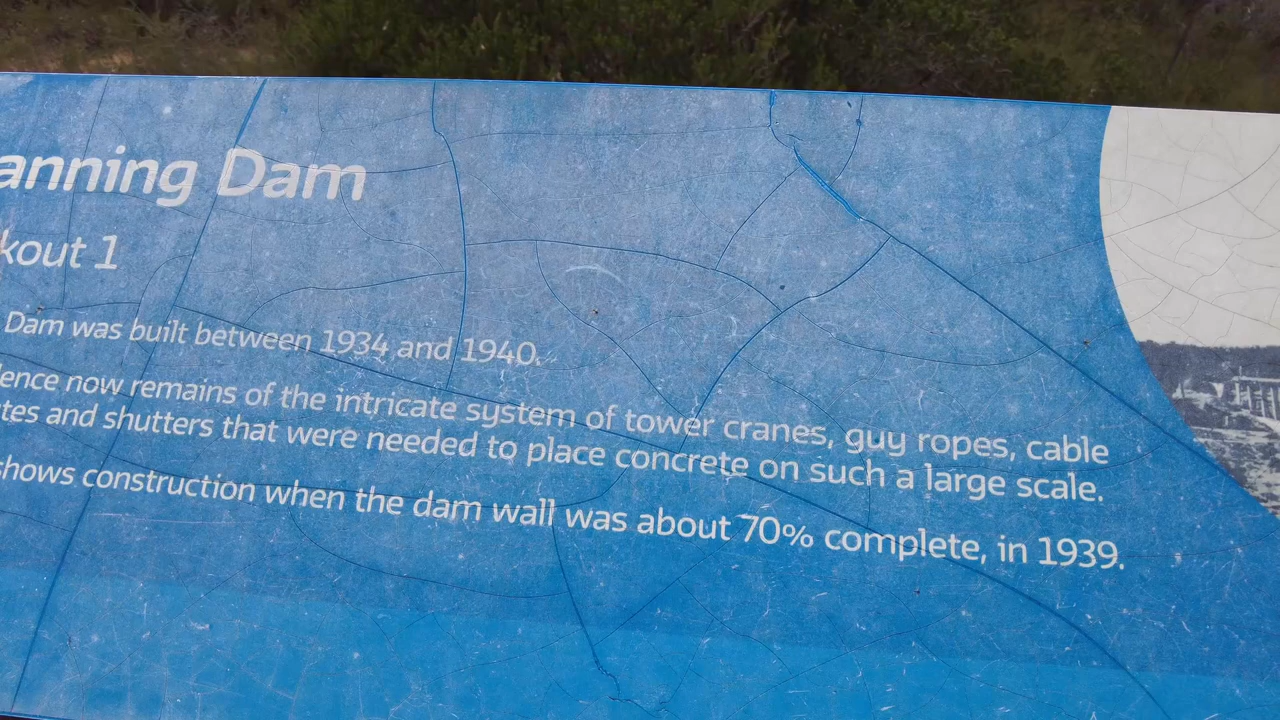 anning Dam
kout 1
Dam was built between 1934 and 1940.
dence now remains of the intricate system of tower cranes, guy ropes, cable
ates and shutters that were needed to place concrete on such a large scale.
shows construction when the dam wall was about 70% complete, in 1939.